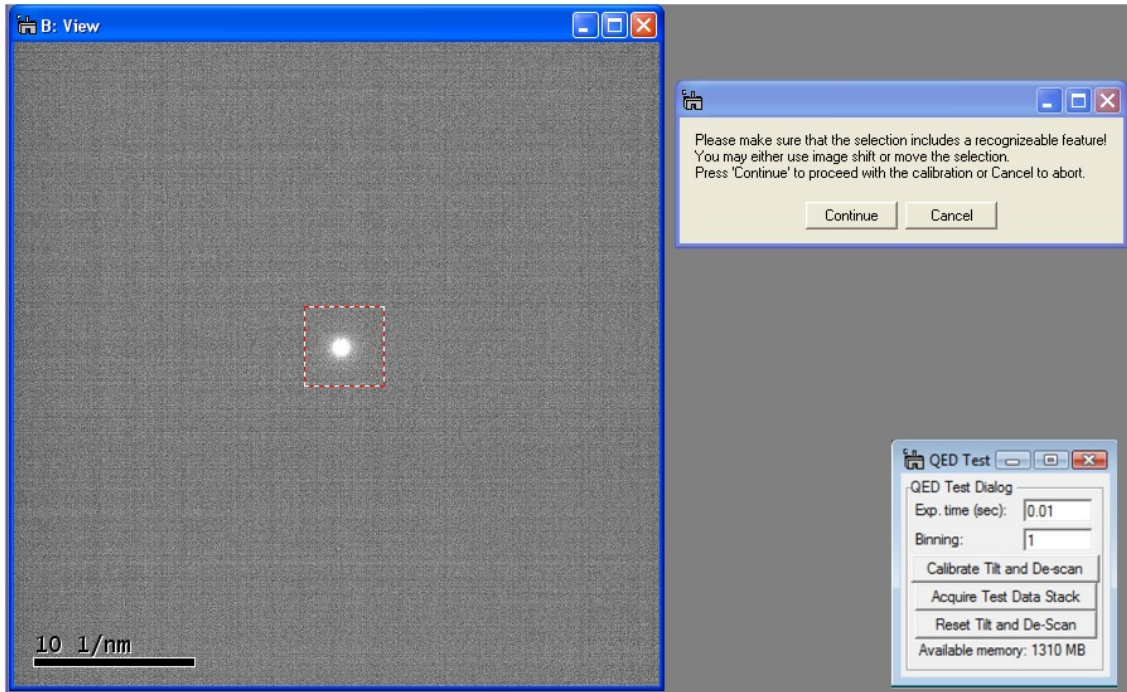 B: View
Please make sure that the selection includes a recognizeable feature!
You may either use image shift or move the selection.
Press 'Continue' to proceed with the calibration or Cancel to abort.
Continue Cancel
10 1/nm
QED Test
QED Test Dialog
Exp. time (sec): 0.01
Binning: 1
Calibrate Tilt and De-scan
Acquire Test Data Stack
Reset Tilt and De-Scan
Available memory: 1310 MB